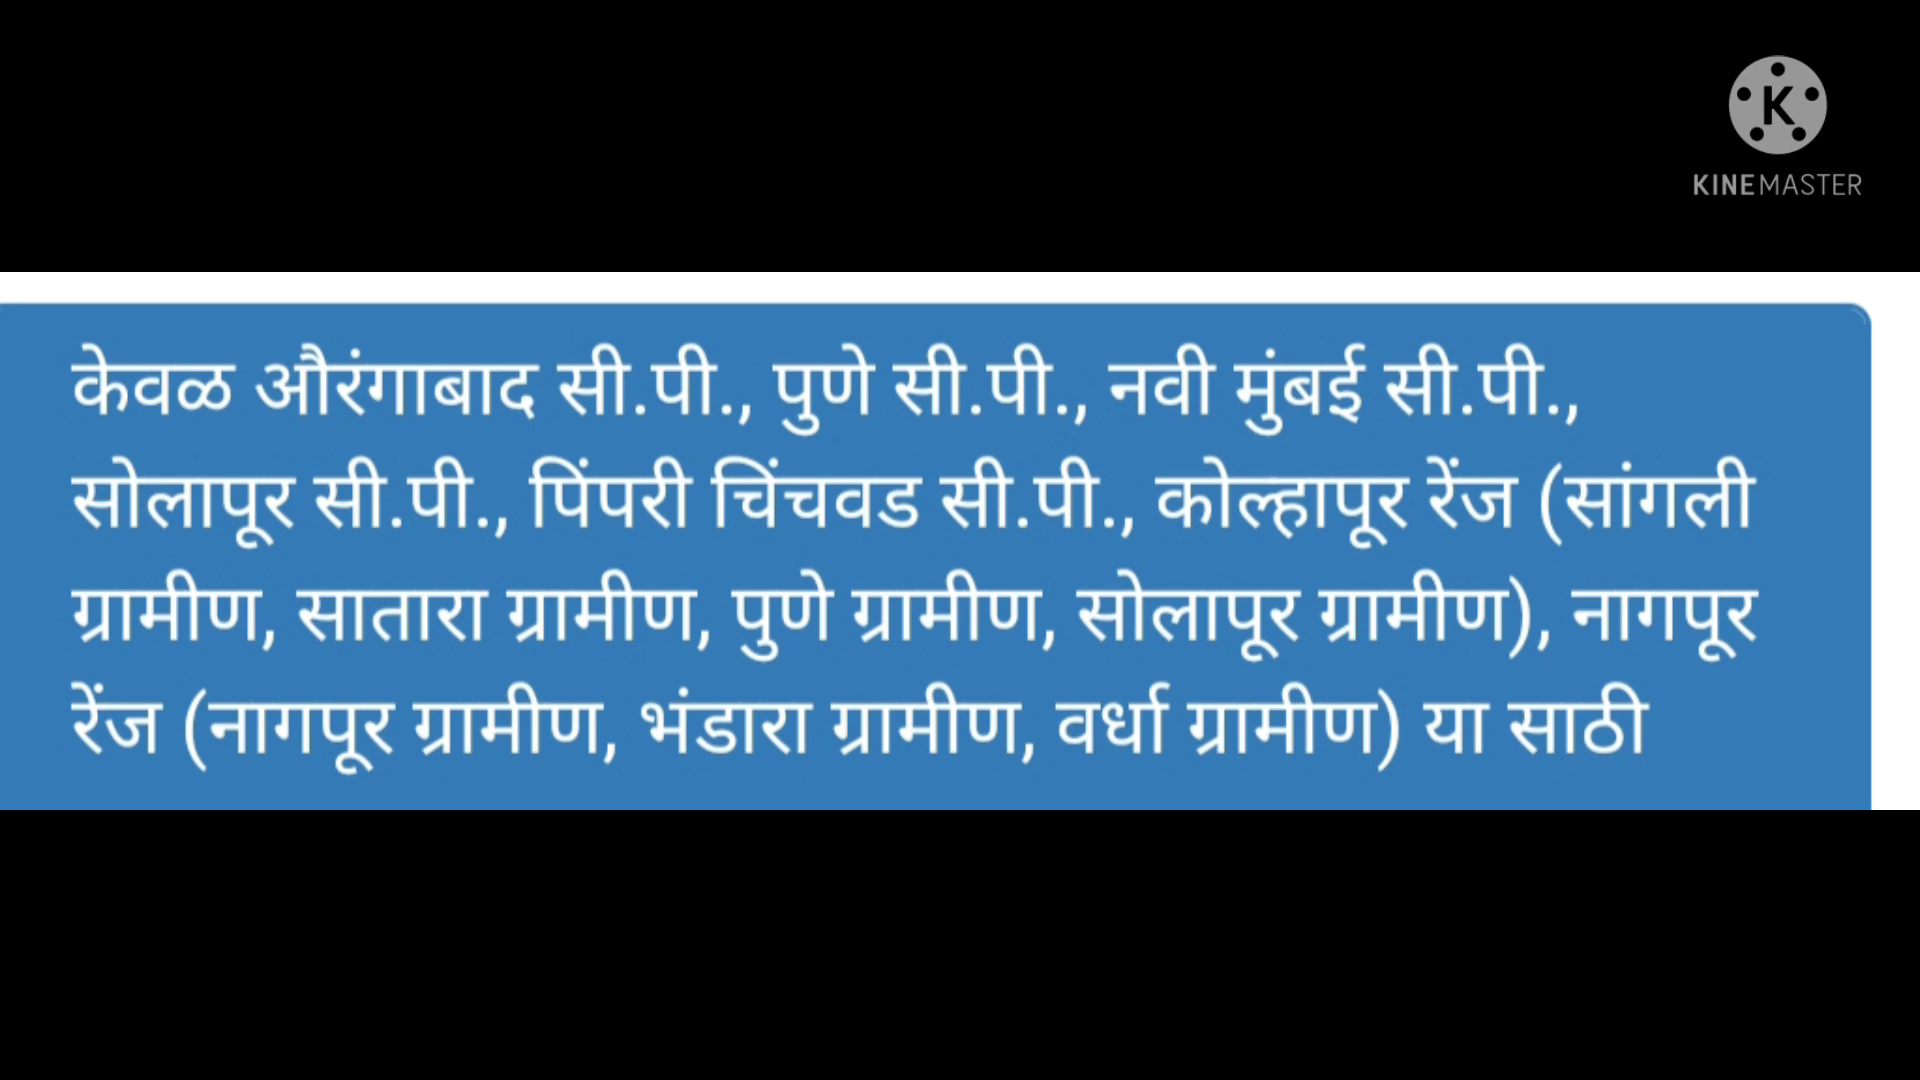 KINEMASTER
केवळ औरंगाबाद सी.पी., पुणे सी.पी., नवी मुंबई सी.पी.,
सोलापूर सी.पी., पिंपरी चिंचवड सी.पी., कोल्हापूर रेंज (सांगली
ग्रामीण, सातारा ग्रामीण, पुणे ग्रामीण, सोलापूर ग्रामीण), नागपूर
रेंज (नागपूर ग्रामीण, भंडारा ग्रामीण, वर्धा ग्रामीण) या साठी